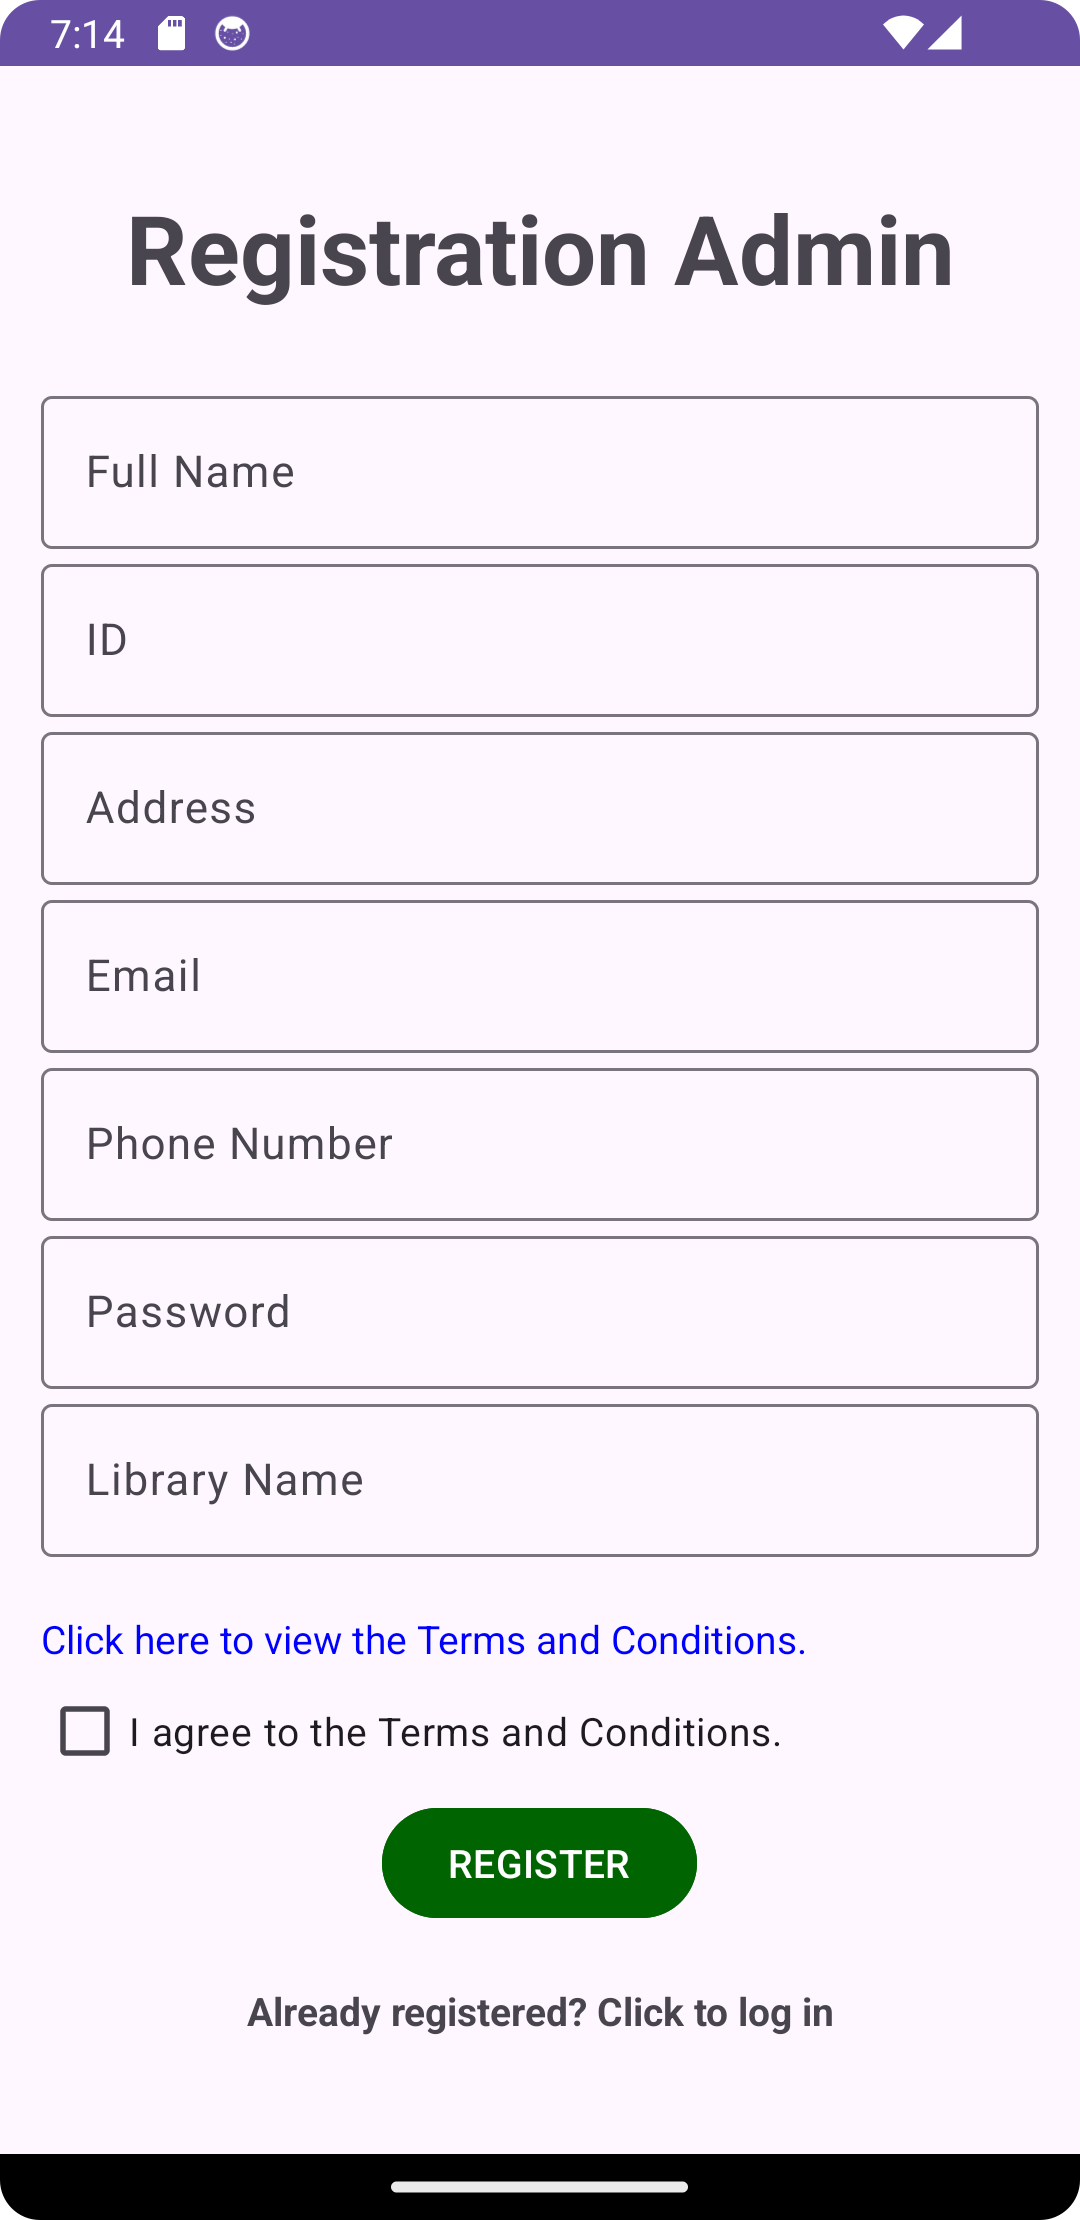 7:14
Registration Admin
Full Name
ID
Address
Email
Phone Number
Password
Library Name
Click here to view the Terms and Conditions.
I agree to the Terms and Conditions.
REGISTER
Already registered? Click to log in